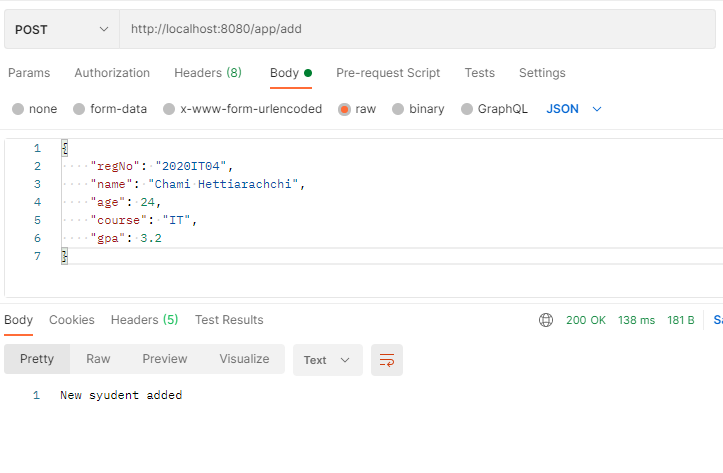 POST http://localhost:8080/app/add
Params Authorization Headers (8) Body Pre-request Script Tests Settings
none form-data x-www-form-urlencoded raw binary GraphQL JSON
1 {
2 "regNo": "2020IT04",
3 "name": "Chami Hettiarachchi",
4 "age": 24,
5 "course": "IT",
6 "gpa": 3.2
7 }
Body Cookies Headers (5) Test Results 200 OK 138 ms 181 B
Pretty Raw Preview Visualize Text
1 New syudent added